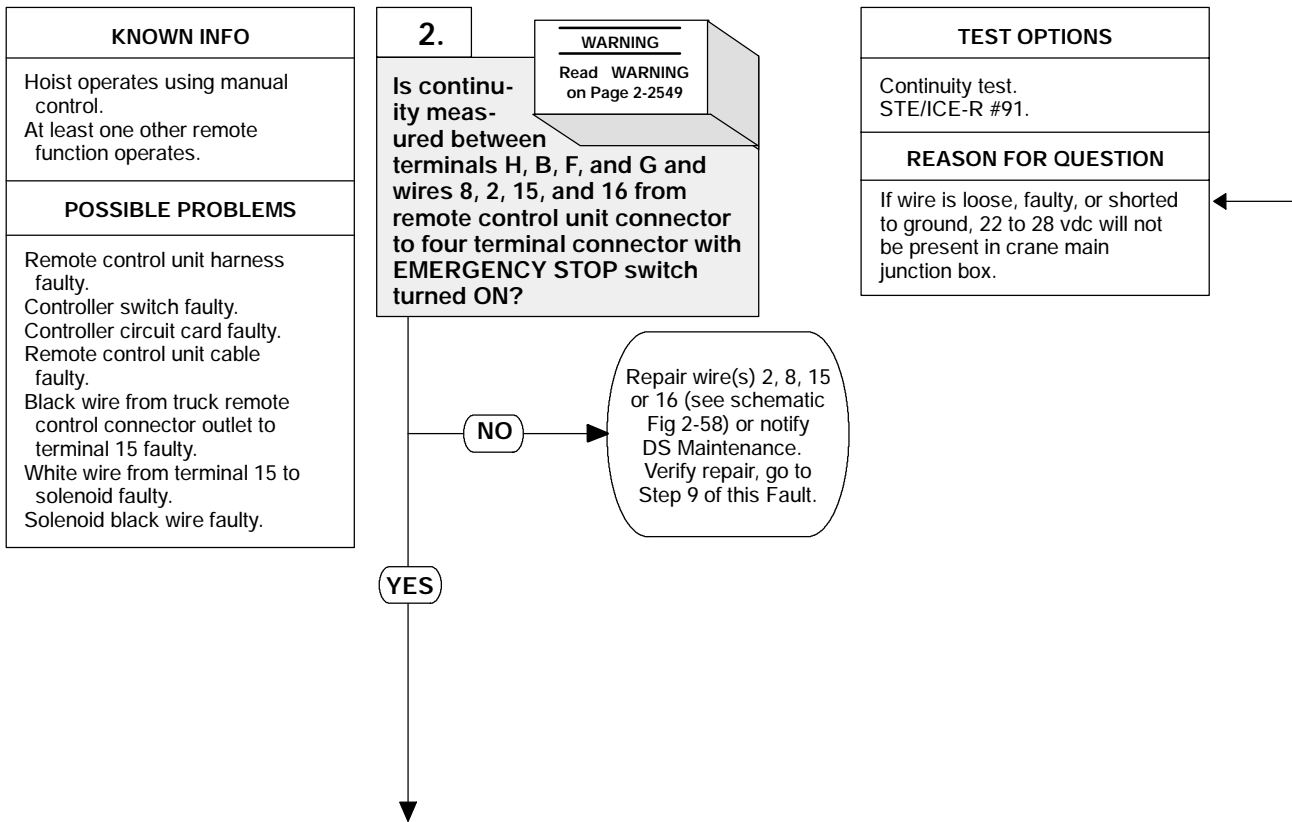 KNOWN INFO
Hoist operates using manual
control.
At least one other remote
function operates.
POSSIBLE PROBLEMS
Remote control unit harness
faulty.
Controller switch faulty.
Controller circuit card faulty.
Remote control unit cable
faulty.
Black wire from truck remote
control connector outlet to
terminal 15 faulty.
White wire from terminal 15 to
solenoid faulty.
Solenoid black wire faulty.
2.
WARNING
Read WARNING
on Page 2-2549
Is continu-
ity meas-
ured between
terminals H, B, F, and G and
wires 8, 2, 15, and 16 from
remote control unit connector
to four terminal connector with
EMERGENCY STOP switch
turned ON?
NO
Repair wire(s) 2, 8, 15
or 16 (see schematic
Fig 2-58) or notify
DS Maintenance.
Verify repair, go to
Step 9 of this Fault.
YES
TEST OPTIONS
Continuity test.
STE/ICE-R #91.
REASON FOR QUESTION
If wire is loose, faulty, or shorted
to ground, 22 to 28 vdc will not
be present in crane main
junction box.